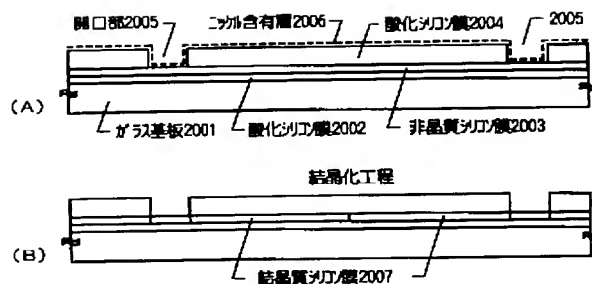 開口部2005 ニッケル含有層2006 酸化シリコン膜2004 2005
(A)
ガラス基板2001 酸化シリコン膜2002 非晶質シリコン膜2003
結晶化工程
(B)
結晶質シリコン膜2007